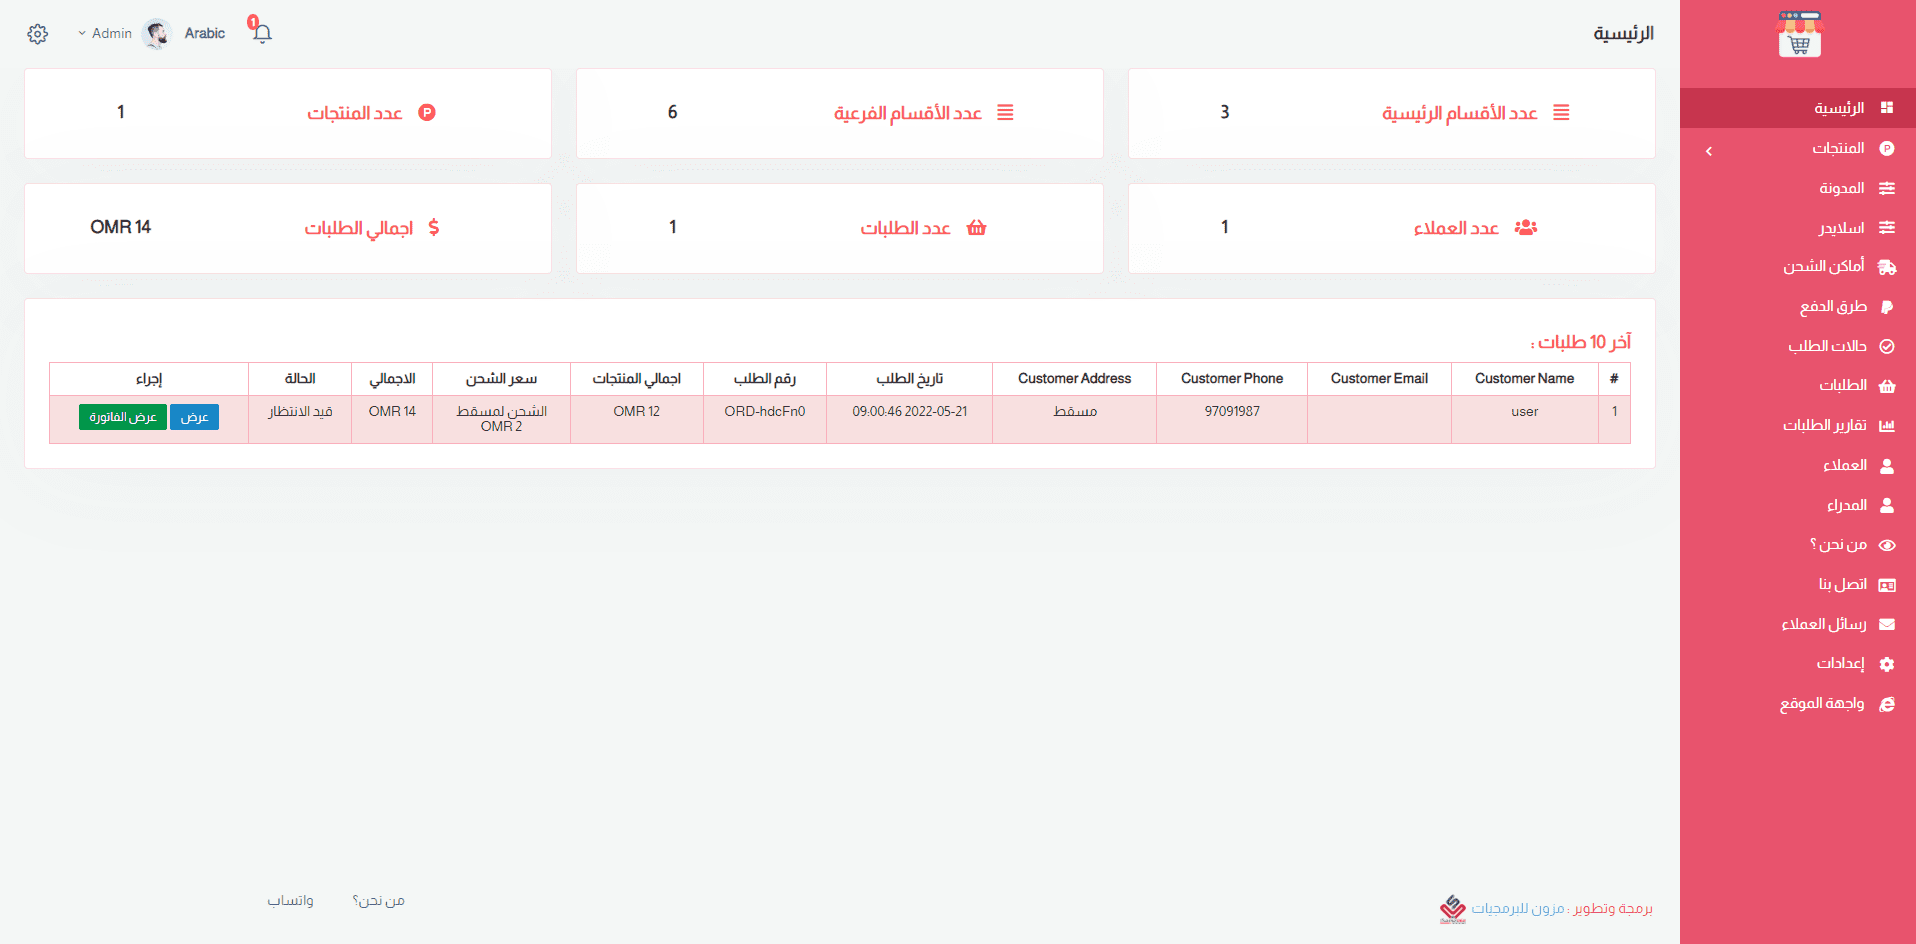 الرئيسية
1
Arabic
Admin
الرئيسية
المنتجات
المدونة
اسلايدر
أماكن الشحن
طرق الدفع
حالات الطلب
الطلبات
تقارير الطلبات
العملاء
المدراء
من نحن ؟
اتصل بنا
رسائل العملاء
إعدادات
واجهة الموقع
عدد الأقسام الرئيسية 3
عدد الأقسام الفرعية 6
عدد المنتجات 1
عدد العملاء 1
عدد الطلبات 1
اجمالي الطلبات OMR 14
آخر 10 طلبات :
# Customer Name Customer Email Customer Phone Customer Address تاريخ الطلب رقم الطلب اجمالي المنتجات سعر الشحن الاجمالي الحالة إجراء
1 user 97091987 مسقط 2022-05-21 09:00:46 ORD-hdcFn0 OMR 12 الشحن لمسقط OMR 14 قيد الانتظار عرض عرض الفاتورة
OMR 2
برمجة وتطوير : مزون للبرمجيات
من نحن؟ واتساب